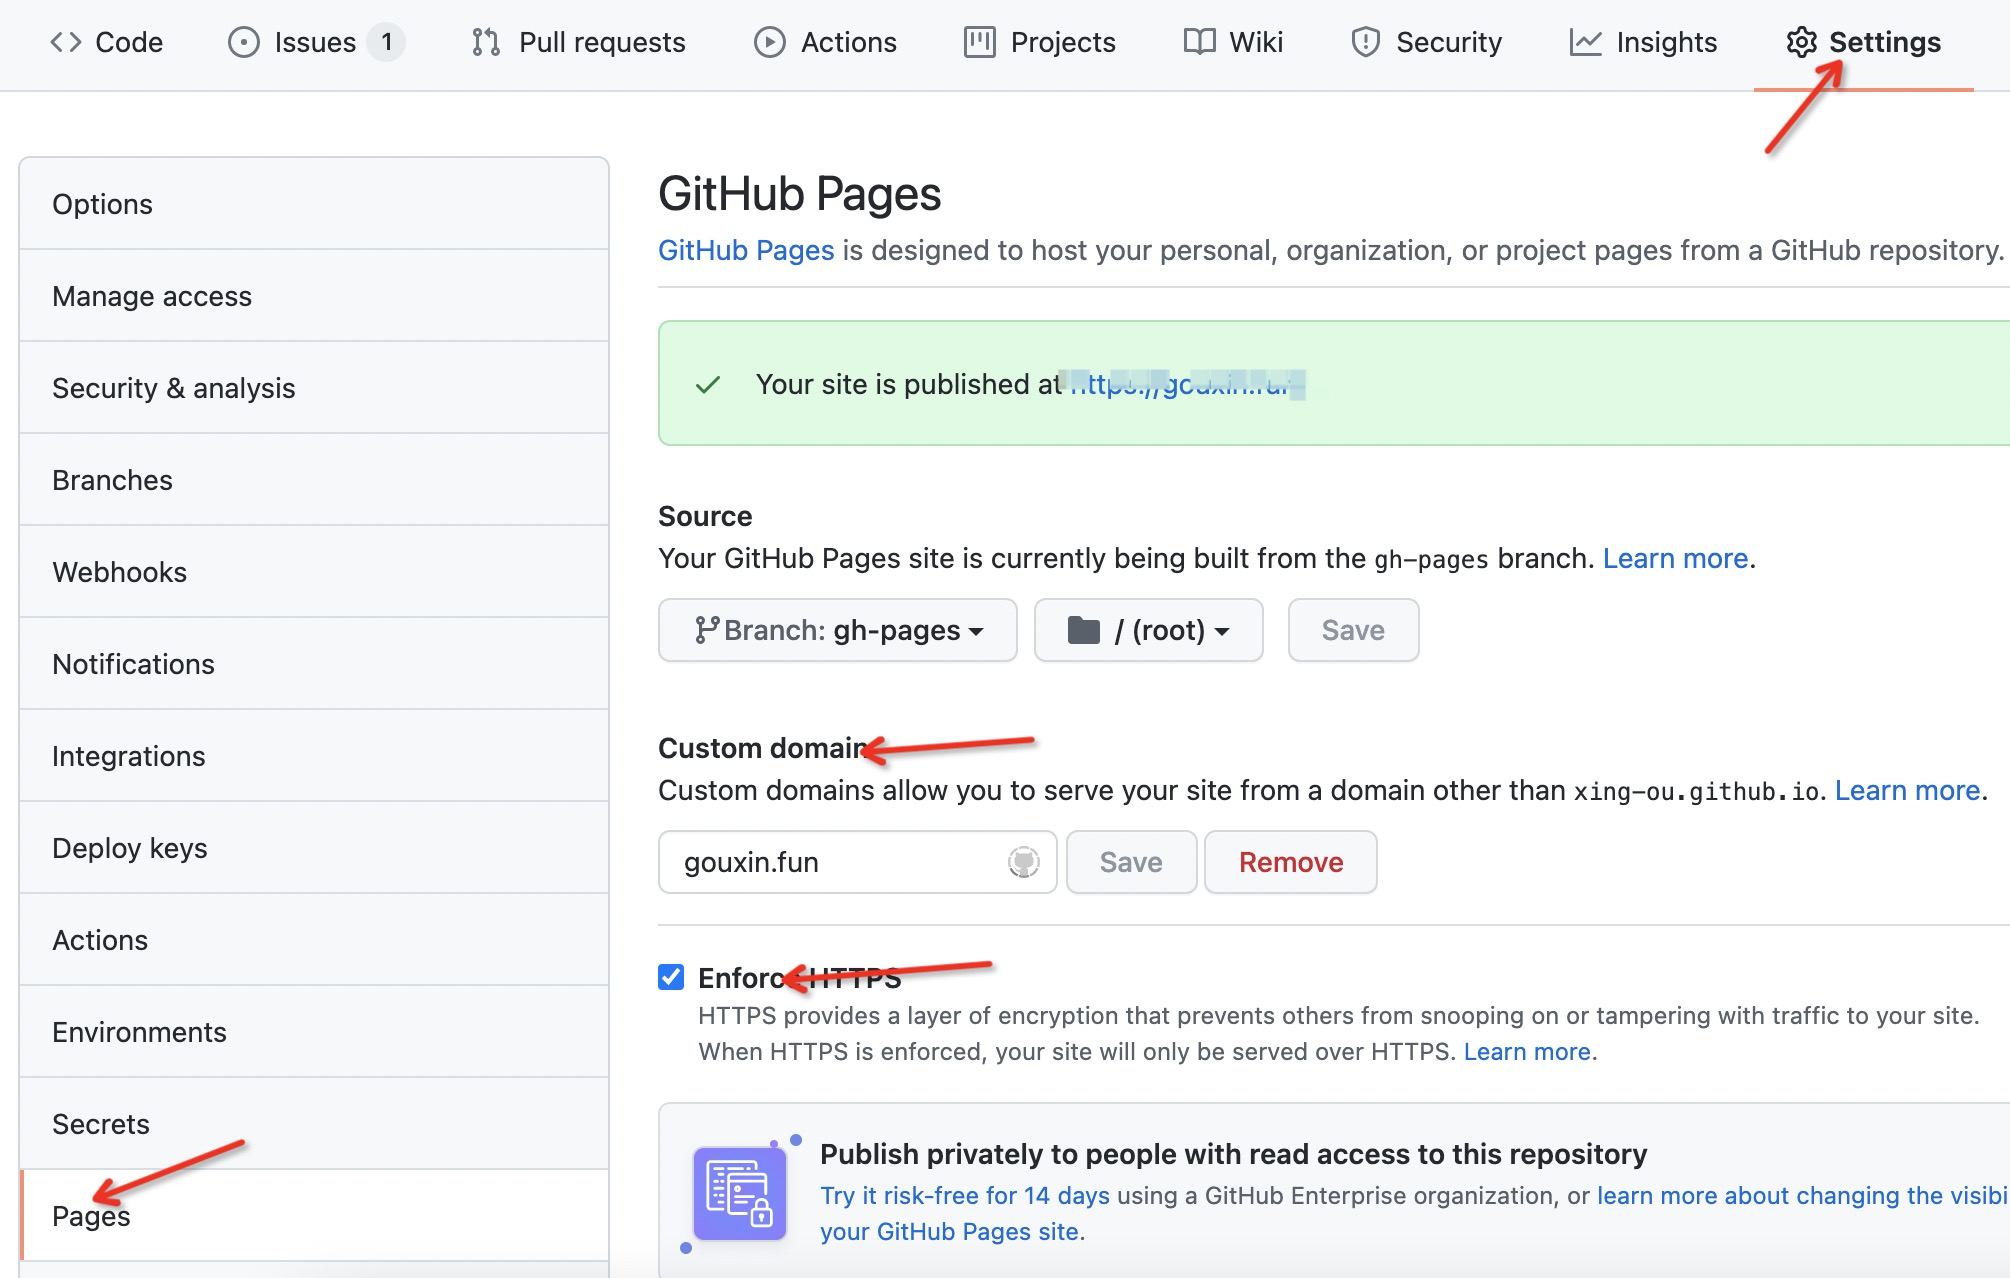 Code Issues 1 Pull requests Actions Projects Wiki Security Insights Settings
Options
Manage access
Security & analysis
Branches
Webhooks
Notifications
Integrations
Deploy keys
Actions
Environments
Secrets
Pages
GitHub Pages
GitHub Pages is designed to host your personal, organization, or project pages from a GitHub repository.
Your site is published at https://gouxin.fun
Source
Your GitHub Pages site is currently being built from the gh-pages branch. Learn more.
Branch: gh-pages / (root) Save
Custom domain
Custom domains allow you to serve your site from a domain other than xing-ou.github.io. Learn more.
gouxin.fun Save Remove
Enforce HTTPS
HTTPS provides a layer of encryption that prevents others from snooping on or tampering with traffic to your site.
When HTTPS is enforced, your site will only be served over HTTPS. Learn more.
Publish privately to people with read access to this repository
Try it risk-free for 14 days using a GitHub Enterprise organization, or learn more about changing the visibi
your GitHub Pages site.